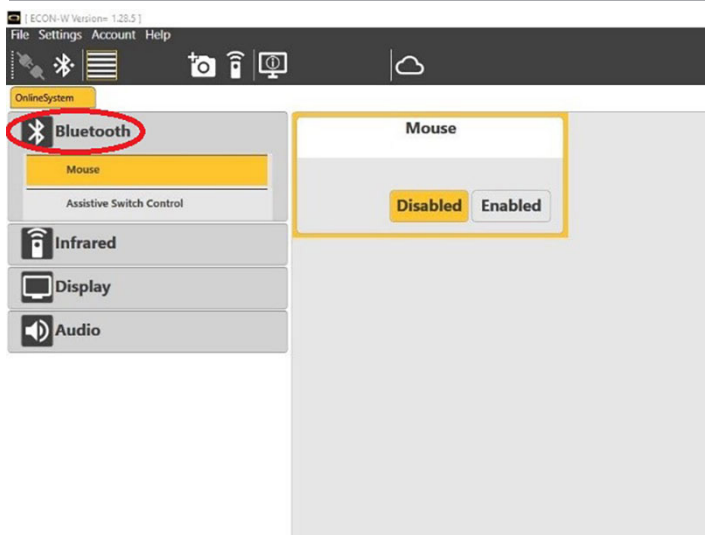 [ ECON-W Version= 1.28.5 ]
File Settings Account Help
OnlineSystem
Bluetooth
Mouse
Assistive Switch Control
Infrared
Display
Audio
Mouse
Disabled Enabled